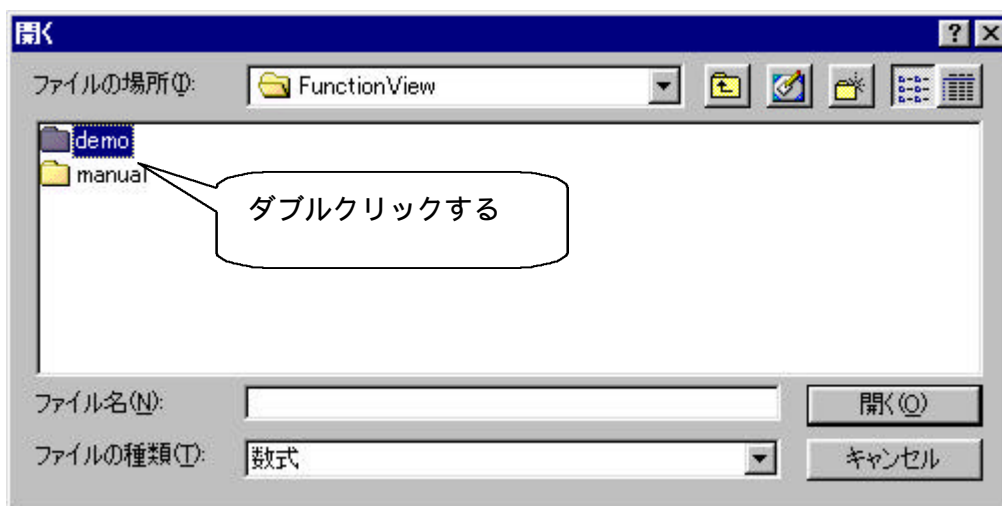 開く
ファイルの場所(I):
FunctionView
demo
manual
ダブルクリックする
ファイル名(N):
開く(O)
ファイルの種類(T):
数式
キャンセル